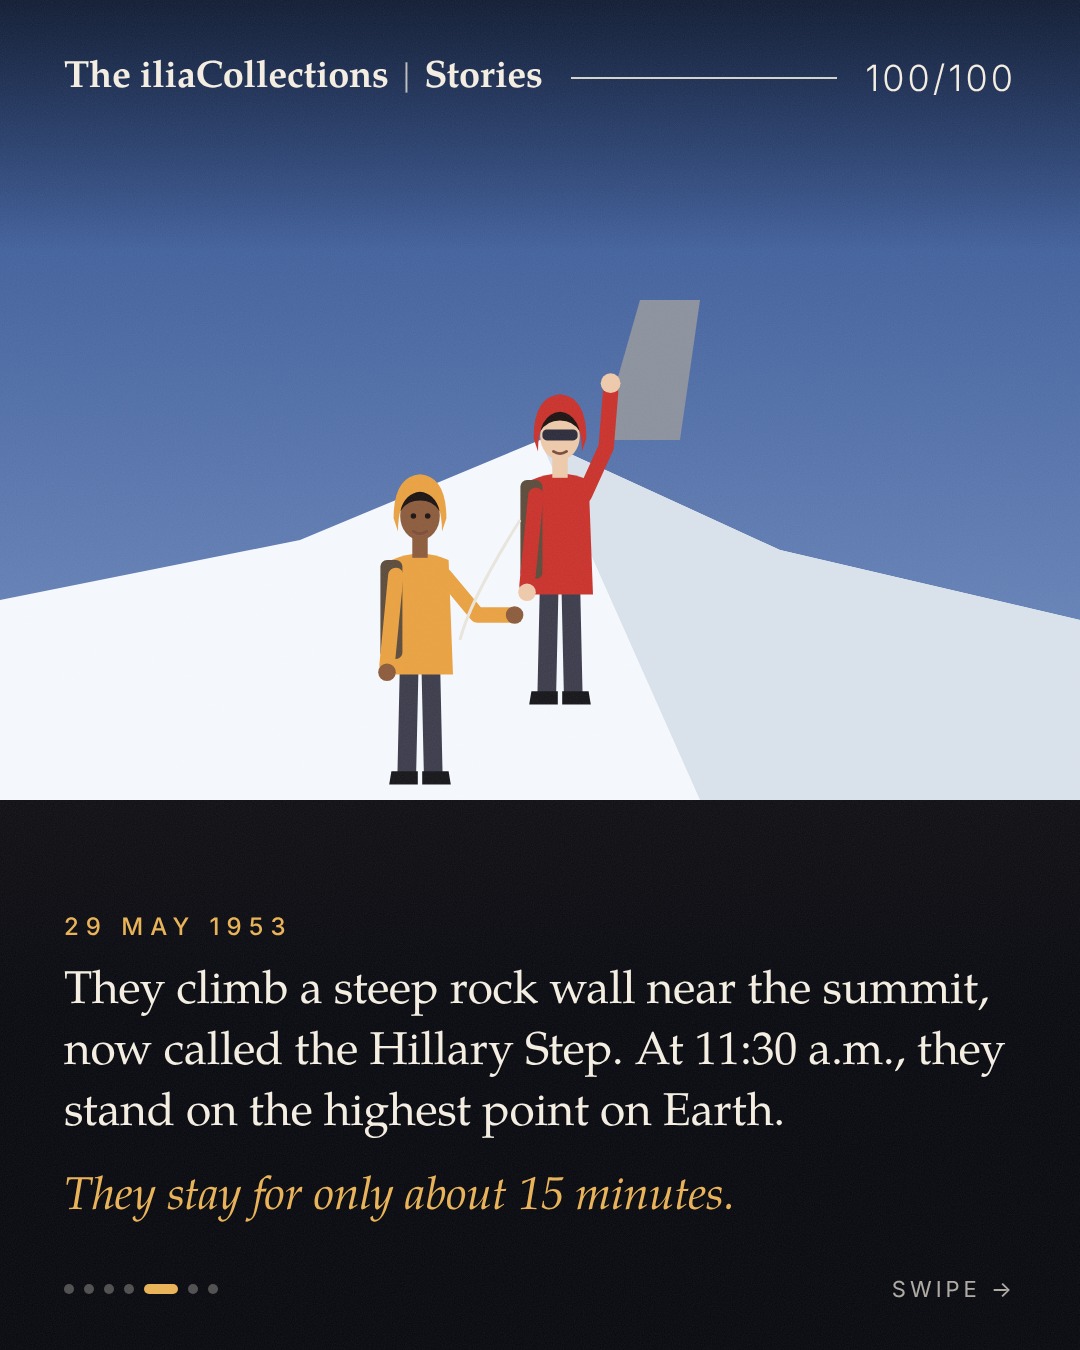 The iliaCollections | Stories
100/100
29 MAY 1953
They climb a steep rock wall near the summit,
now called the Hillary Step. At 11:30 a.m., they
stand on the highest point on Earth.
They stay for only about 15 minutes.
SWIPE →